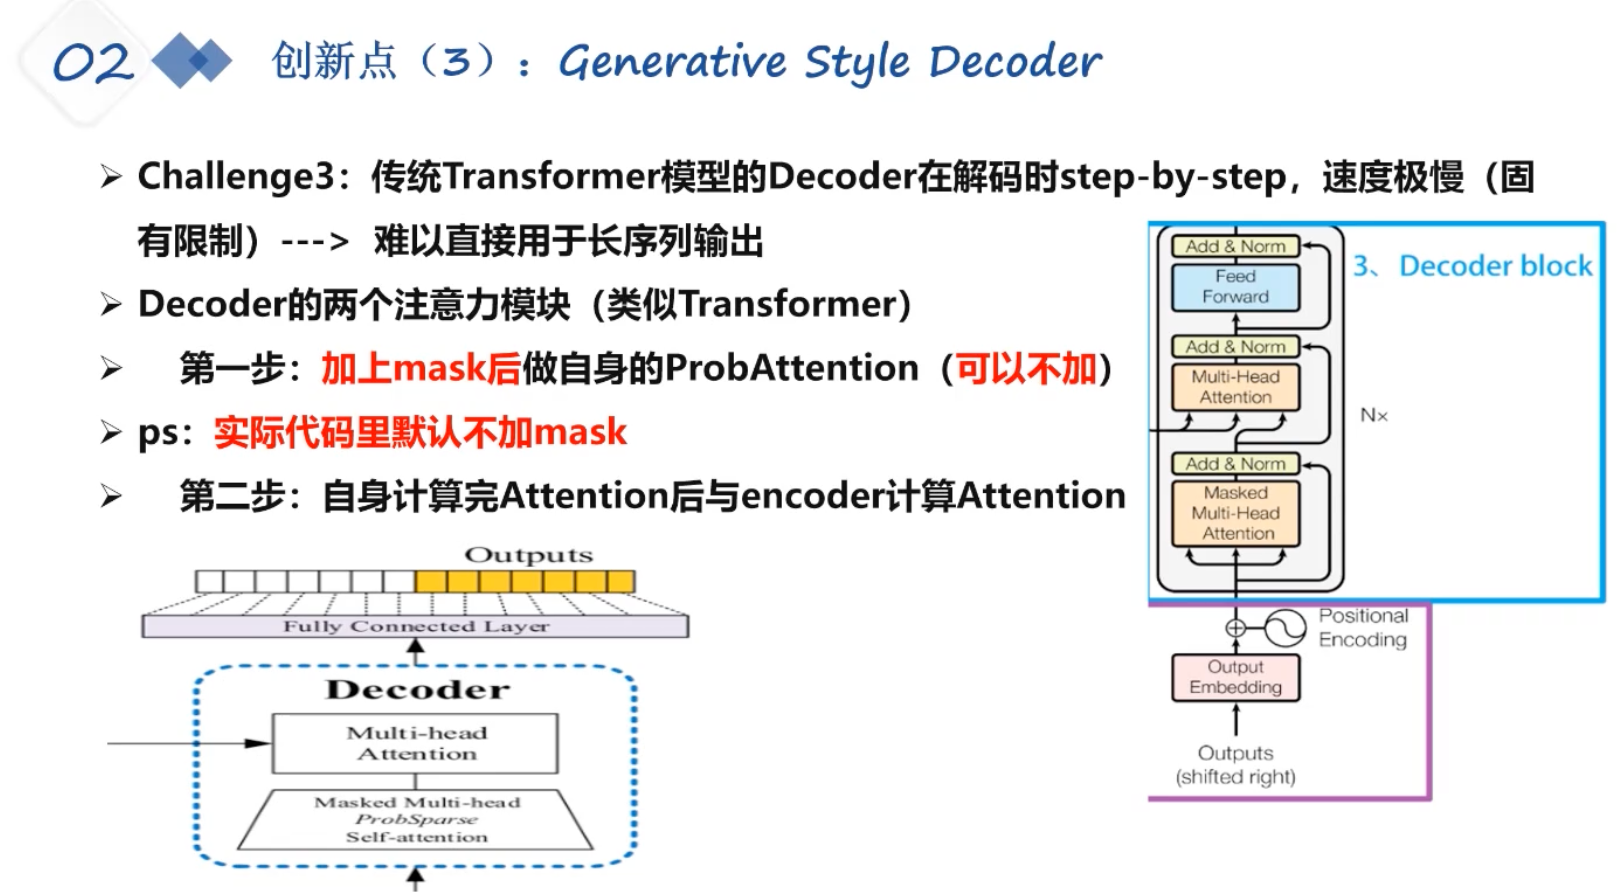 02 创新点（3）：Generative Style Decoder
Challenge3：传统Transformer模型的Decoder在解码时step-by-step，速度极慢（固
有限制）---> 难以直接用于长序列输出
Decoder的两个注意力模块（类似Transformer）
第一步：加上mask后做自身的ProbAttention（可以不加）
ps：实际代码里默认不加mask
第二步：自身计算完Attention后与encoder计算Attention
Outputs
Fully Connected Layer
Decoder
Multi-head
Attention
Masked Multi-head
ProbSparse
Self-attention
3、 Decoder block
Add & Norm
Feed
Forward
Add & Norm
Multi-Head
Attention
N×
Add & Norm
Masked
Multi-Head
Attention
Positional
Encoding
Output
Embedding
Outputs
(shifted right)